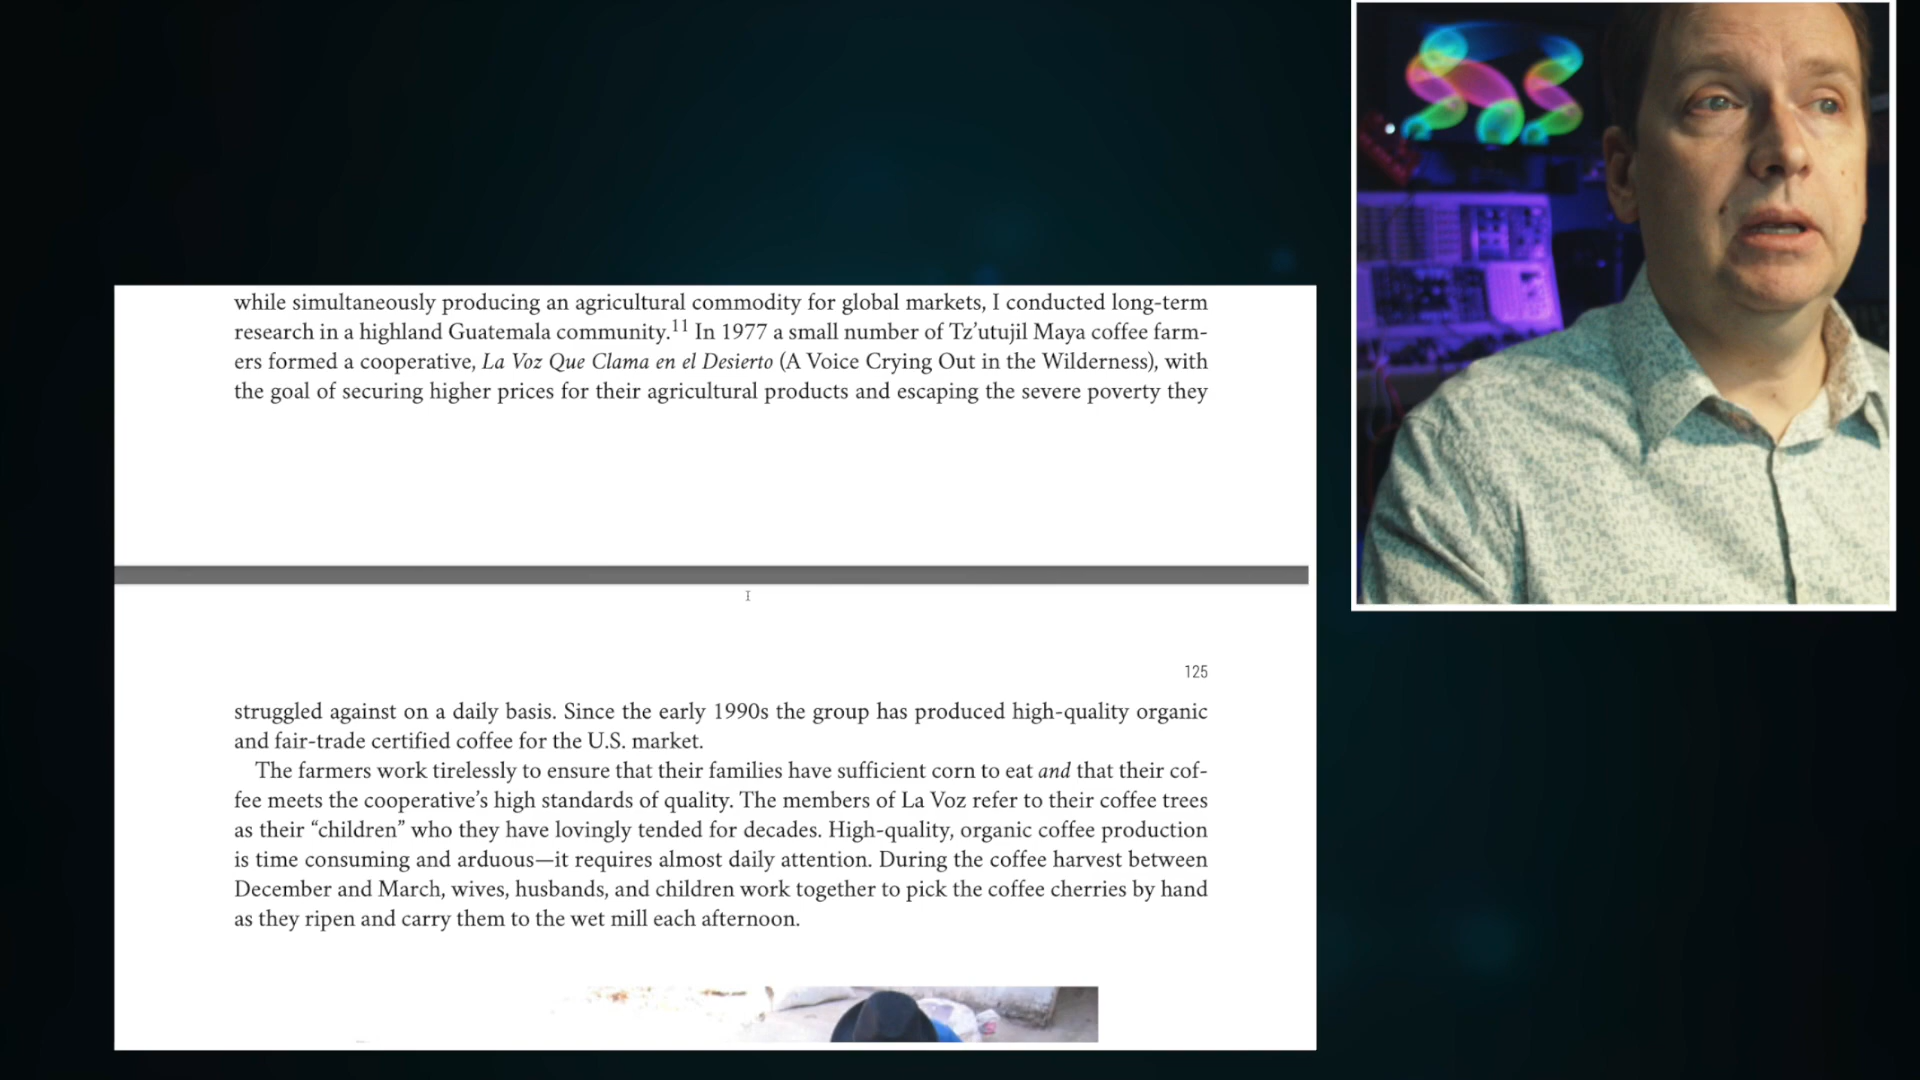 while simultaneously producing an agricultural commodity for global markets, I conducted long-term
research in a highland Guatemala community.11 In 1977 a small number of Tz’utujil Maya coffee farm-
ers formed a cooperative, La Voz Que Clama en el Desierto (A Voice Crying Out in the Wilderness), with
the goal of securing higher prices for their agricultural products and escaping the severe poverty they
125
struggled against on a daily basis. Since the early 1990s the group has produced high-quality organic
and fair-trade certified coffee for the U.S. market.
The farmers work tirelessly to ensure that their families have sufficient corn to eat and that their cof-
fee meets the cooperative’s high standards of quality. The members of La Voz refer to their coffee trees
as their “children” who they have lovingly tended for decades. High-quality, organic coffee production
is time consuming and arduous—it requires almost daily attention. During the coffee harvest between
December and March, wives, husbands, and children work together to pick the coffee cherries by hand
as they ripen and carry them to the wet mill each afternoon.